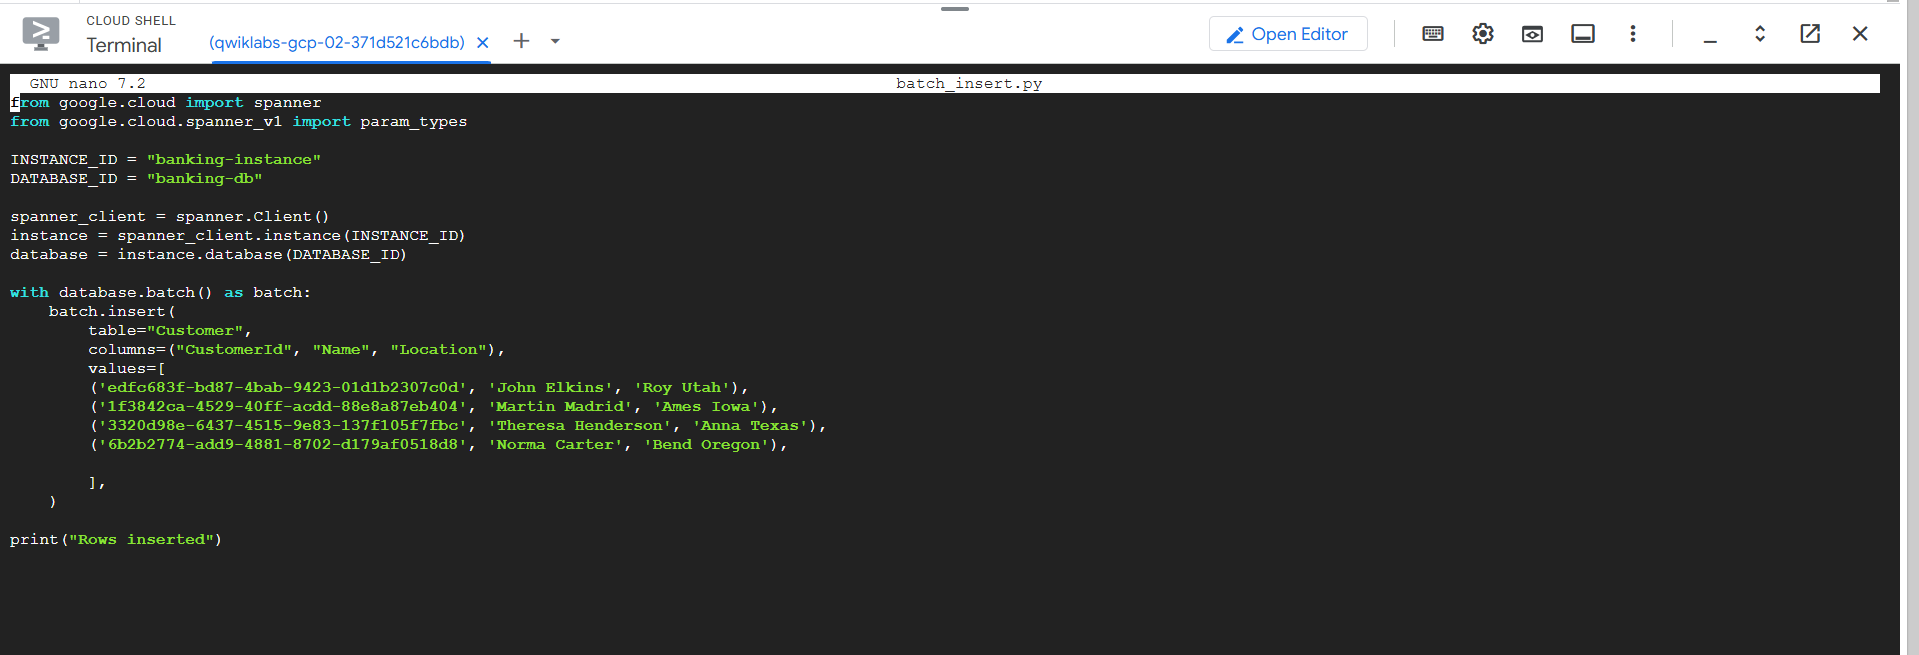 CLOUD SHELL
Terminal
(qwiklabs-gcp-02-371d521c6bdb)
Open Editor
GNU nano 7.2 batch_insert.py
from google.cloud import spanner
from google.cloud.spanner_v1 import param_types
INSTANCE_ID = "banking-instance"
DATABASE_ID = "banking-db"
spanner_client = spanner.Client()
instance = spanner_client.instance(INSTANCE_ID)
database = instance.database(DATABASE_ID)
with database.batch() as batch:
    batch.insert(
        table="Customer",
        columns=("CustomerId", "Name", "Location"),
        values=[
        ('edfc683f-bd87-4bab-9423-01d1b2307c0d', 'John Elkins', 'Roy Utah'),
        ('1f3842ca-4529-40ff-acdd-88e8a87eb404', 'Martin Madrid', 'Ames Iowa'),
        ('3320d98e-6437-4515-9e83-137f105f7fbc', 'Theresa Henderson', 'Anna Texas'),
        ('6b2b2774-add9-4881-8702-d179af0518d8', 'Norma Carter', 'Bend Oregon'),
        ],
    )
print("Rows inserted")